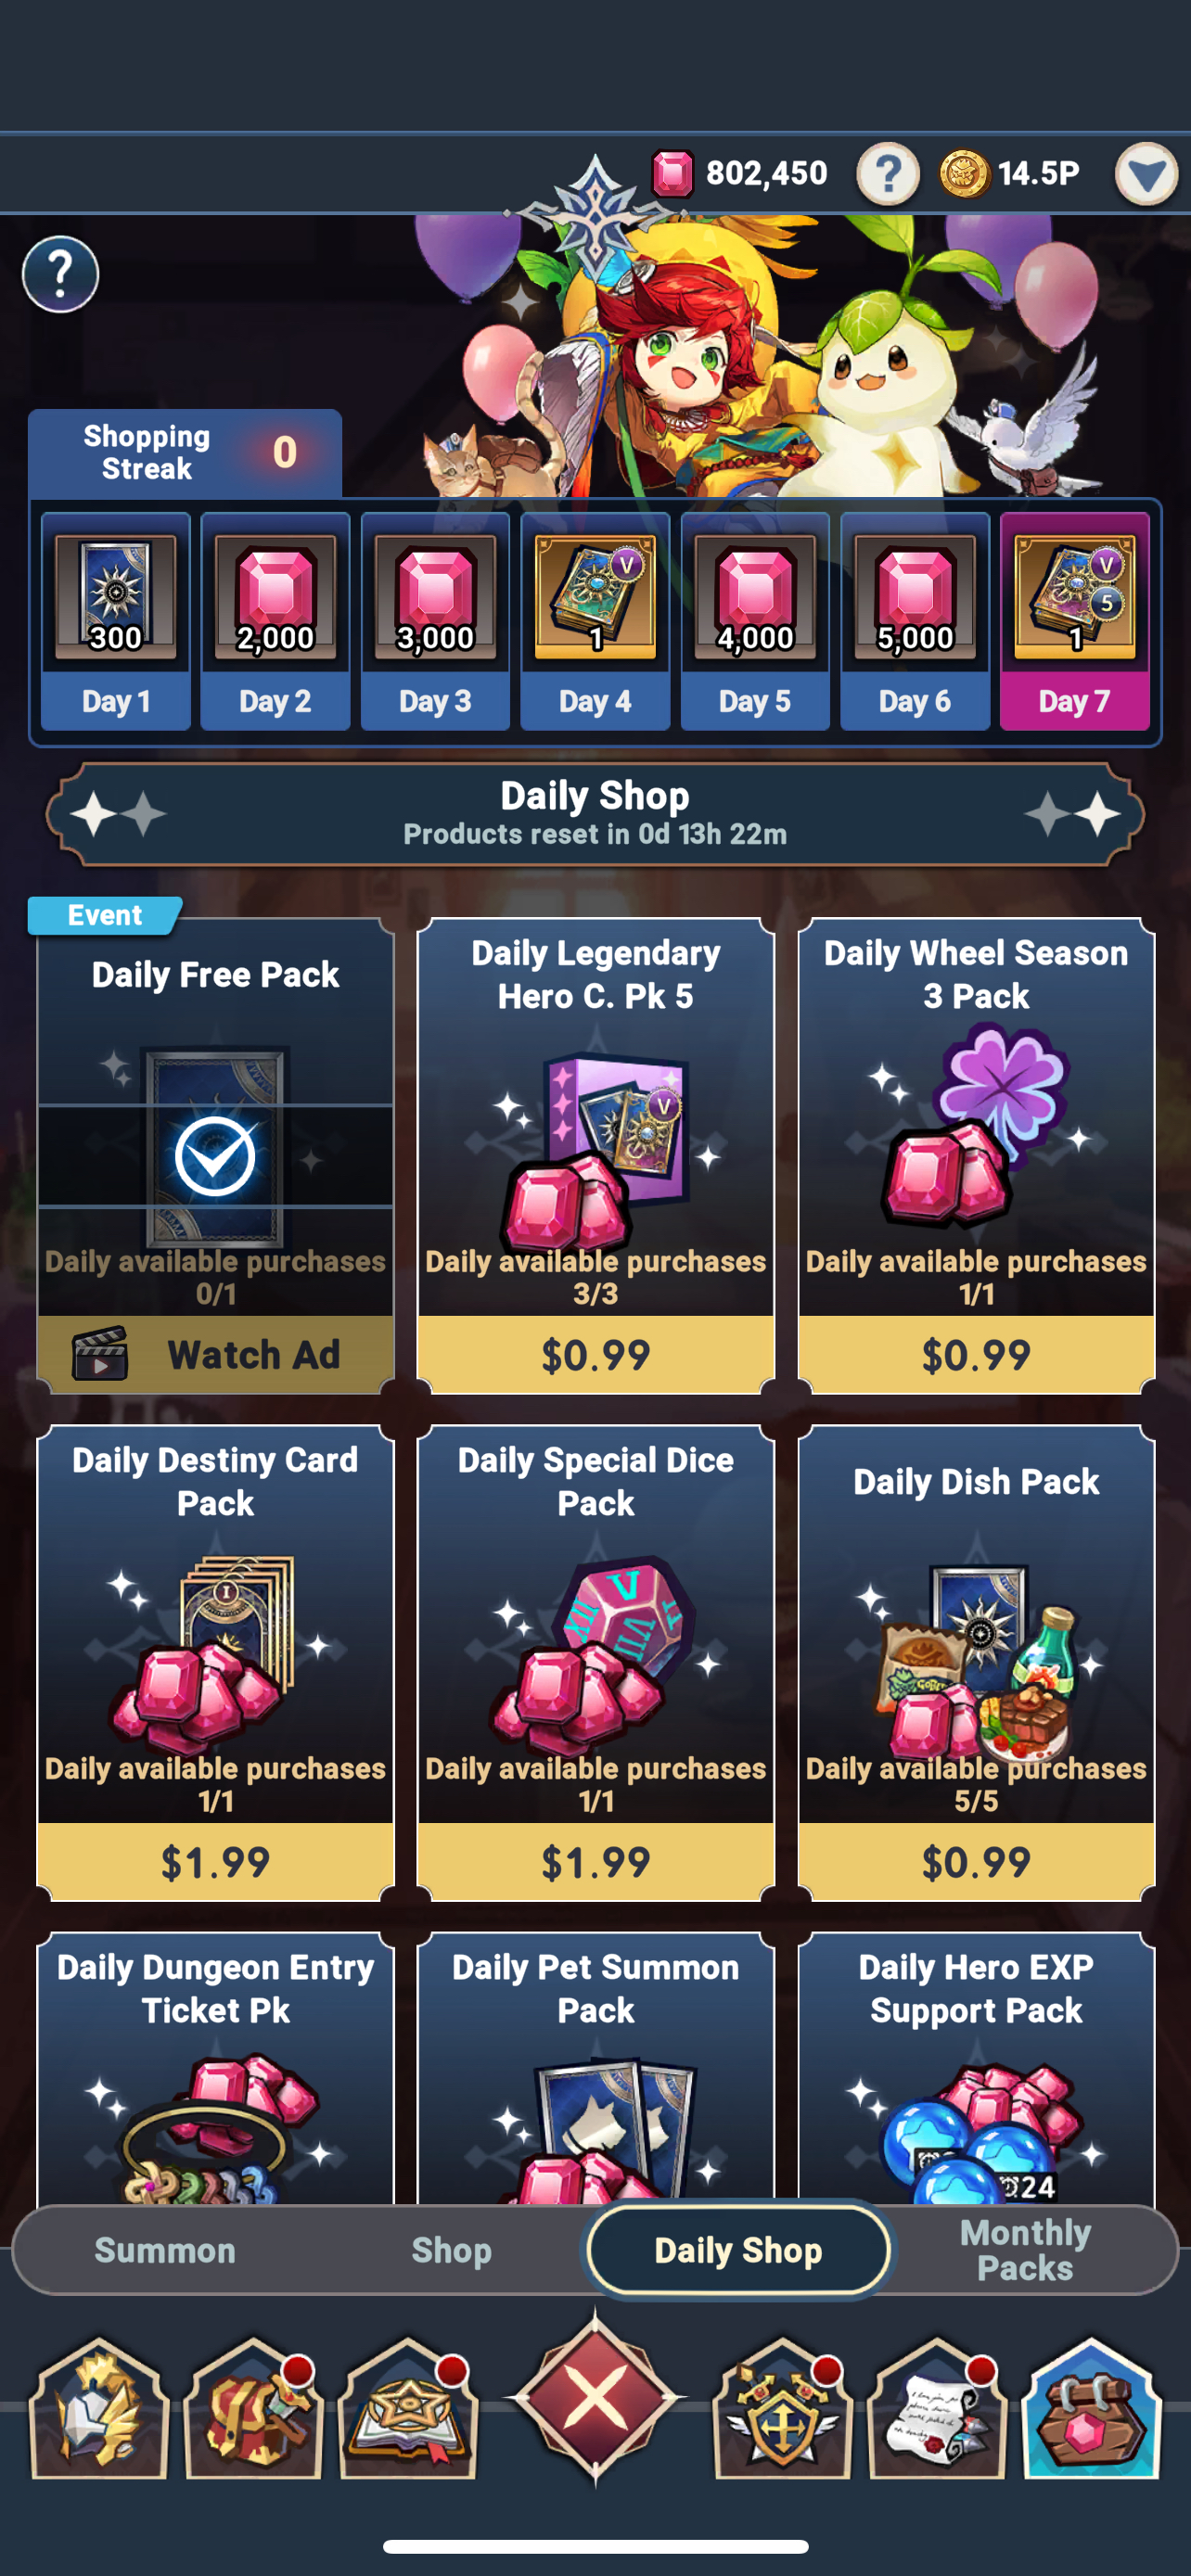 802,450
?
14.5P
?
Shopping
Streak
0
300
2,000
3,000
V
1
4,000
5,000
V
5
1
Day 1
Day 2
Day 3
Day 4
Day 5
Day 6
Day 7
Daily Shop
Products reset in 0d 13h 22m
Event
Daily Free Pack
Daily available purchases
0/1
Watch Ad
Daily Legendary
Hero C. Pk 5
V
Daily available purchases
3/3
$0.99
Daily Wheel Season
3 Pack
Daily available purchases
1/1
$0.99
Daily Destiny Card
Pack
I
Daily available purchases
1/1
$1.99
Daily Special Dice
Pack
V
VII
Daily available purchases
1/1
$1.99
Daily Dish Pack
Daily available purchases
5/5
$0.99
Daily Dungeon Entry
Ticket Pk
Daily Pet Summon
Pack
Daily Hero EXP
Support Pack
24
Summon
Shop
Daily Shop
Monthly
Packs